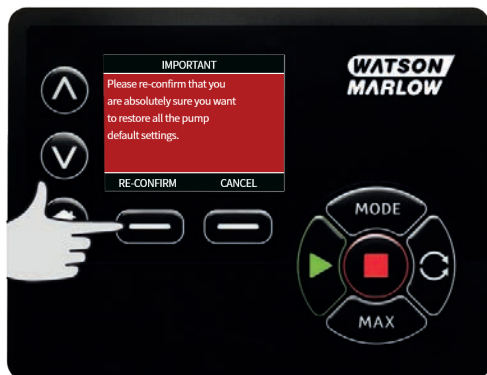 IMPORTANT
Please re-confirm that you
are absolutely sure you want
to restore all the pump
default settings.
RE-CONFIRM CANCEL
WATSON
MARLOW
MODE
MAX